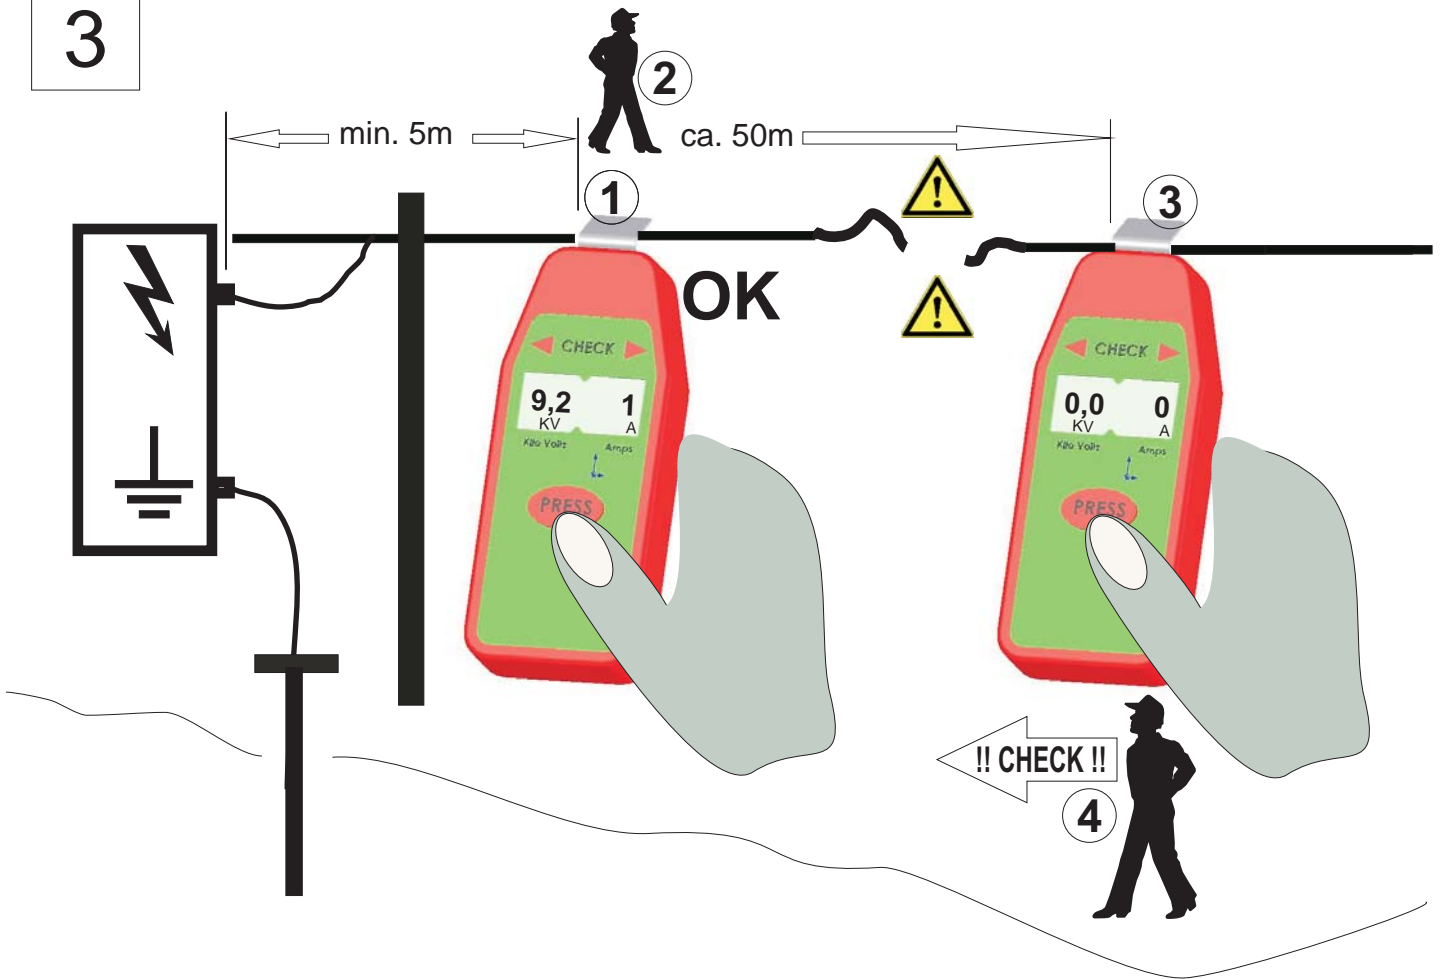 3
2
min. 5m
ca. 50m
1
3
OK
CHECK
CHECK
9,2 1
KV A
0,0 0
KV A
Kilo Volts Amps
Kilo Volts Amps
PRESS
PRESS
!! CHECK !!
4